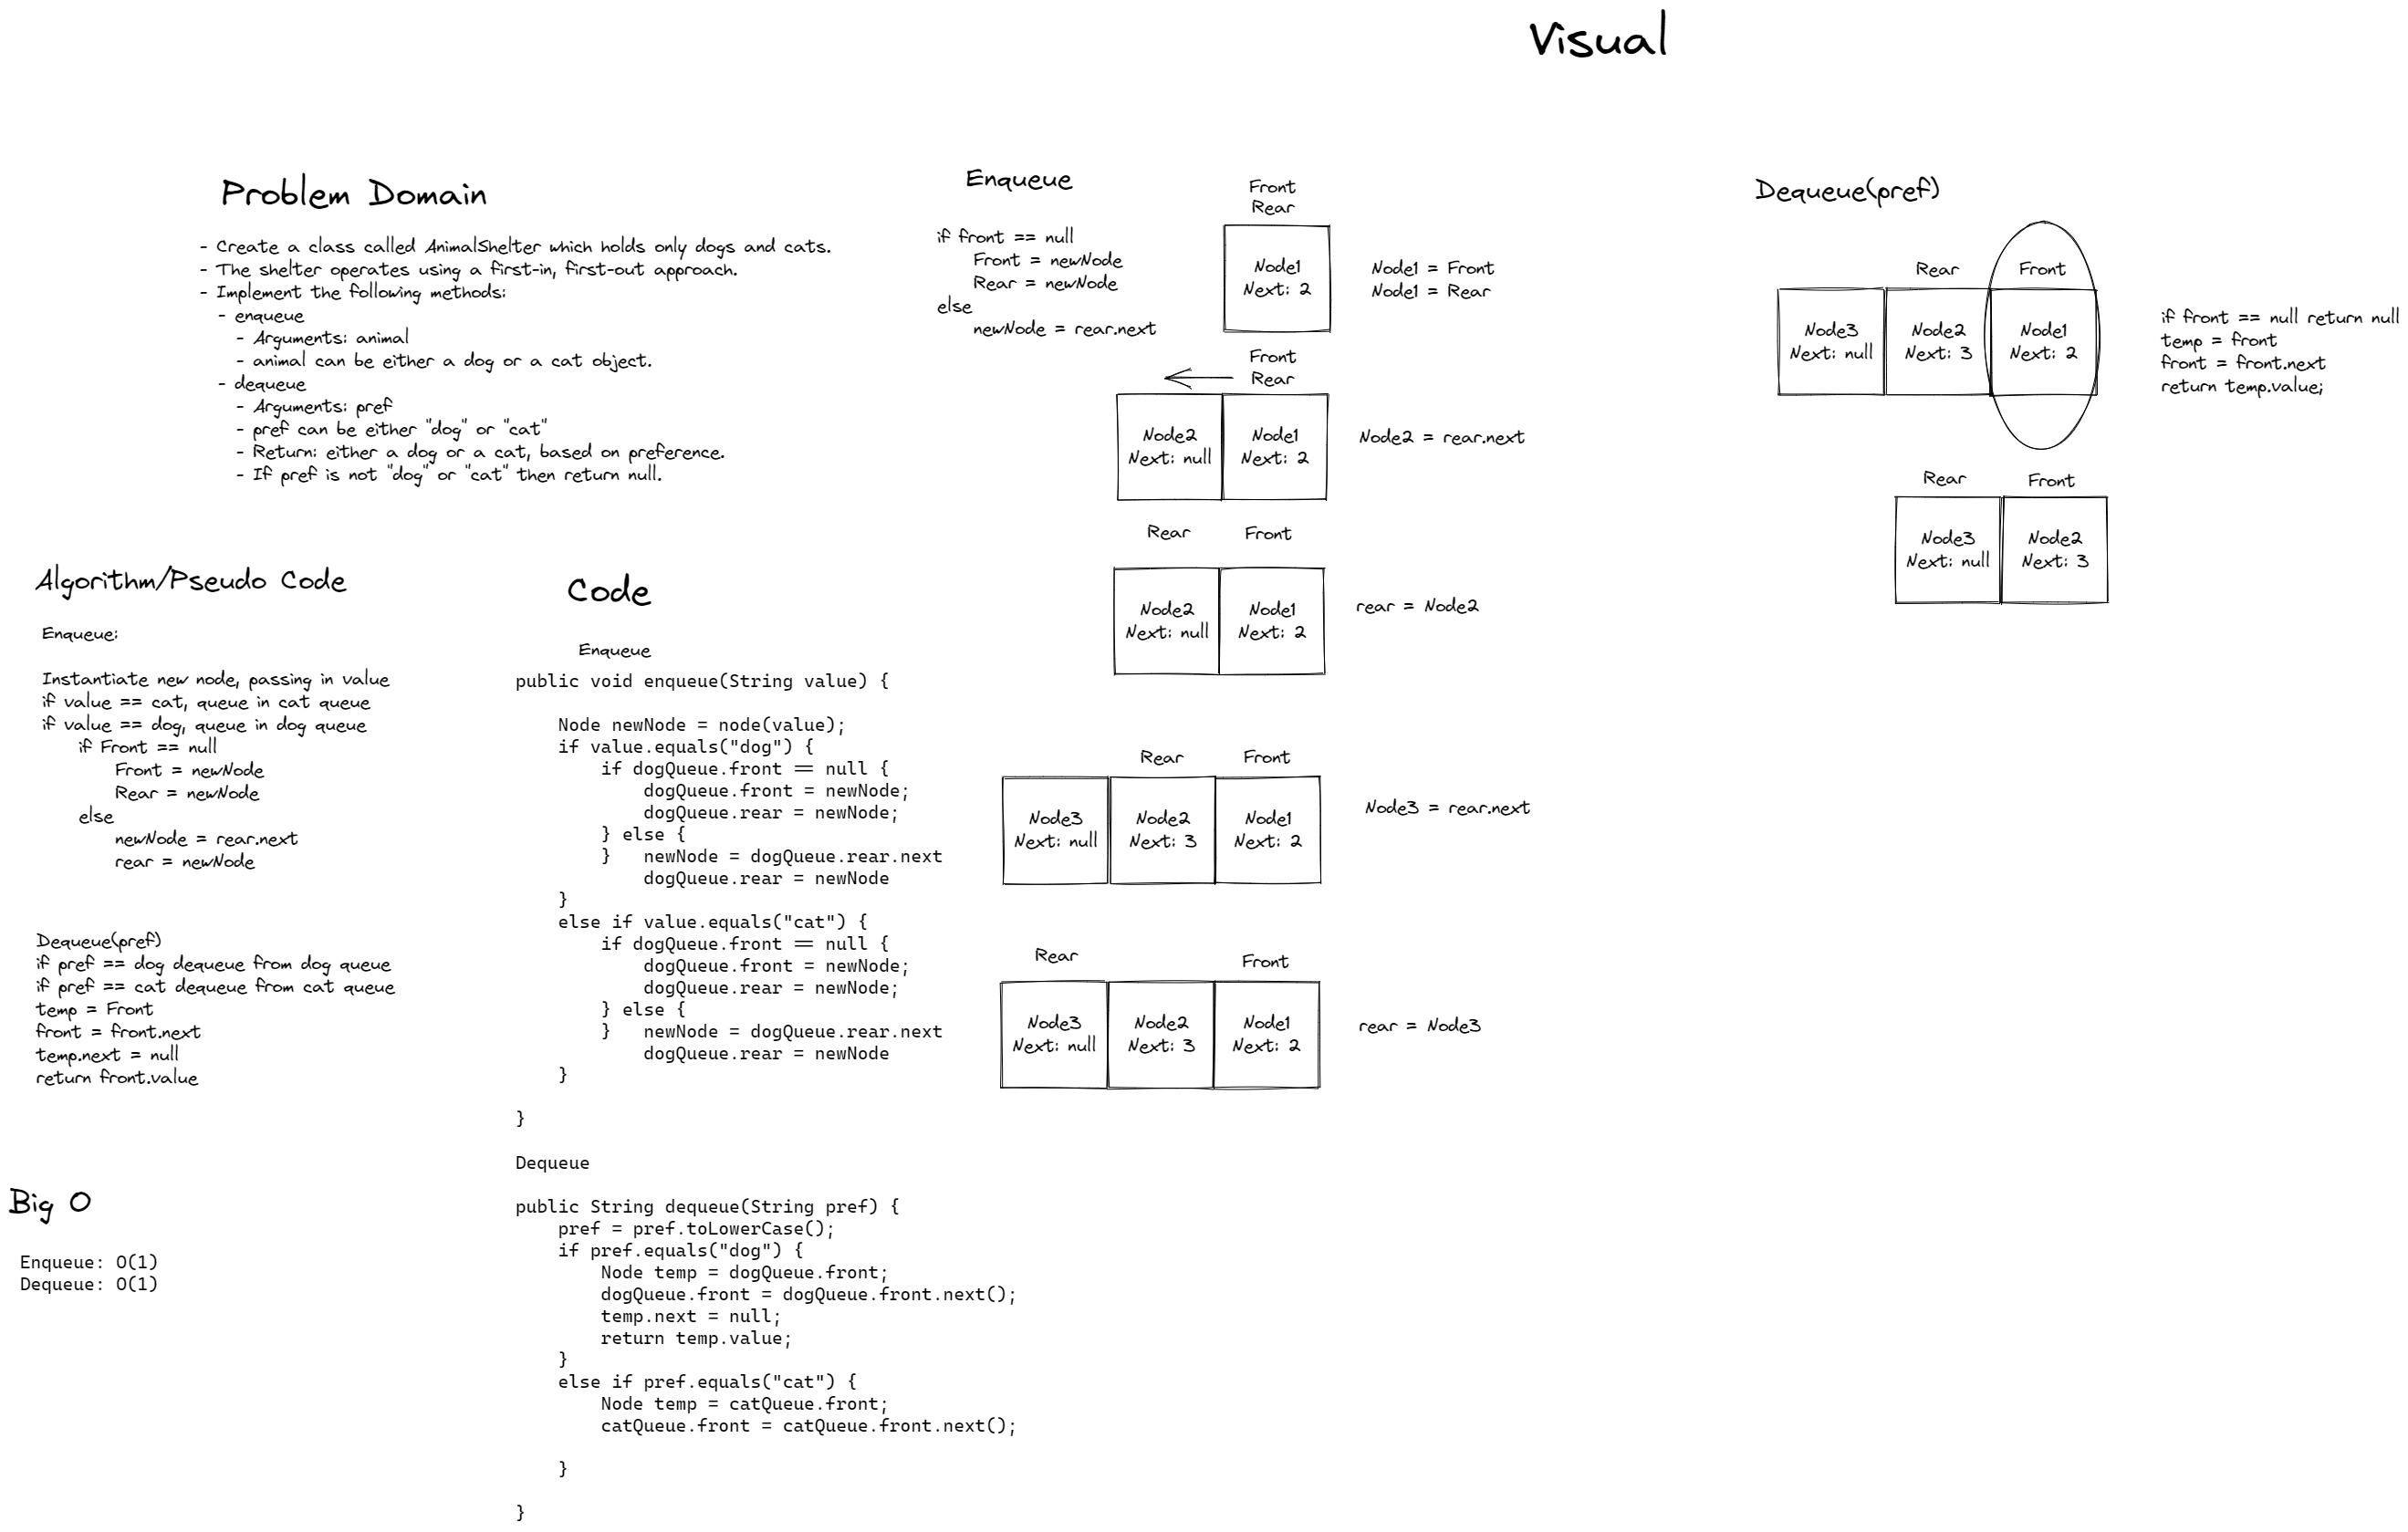 Visual
Problem Domain
- Create a class called AnimalShelter which holds only dogs and cats.
- The shelter operates using a first-in, first-out approach.
- Implement the following methods:
- enqueue
- Arguments: animal
- animal can be either a dog or a cat object.
- dequeue
- Arguments: pref
- pref can be either "dog" or "cat"
- Return: either a dog or a cat, based on preference.
- If pref is not "dog" or "cat" then return null.
Algorithm/Pseudo Code
Enqueue:
Instantiate new node, passing in value
if value == cat, queue in cat queue
if value == dog, queue in dog queue
if Front == null
Front = newNode
Rear = newNode
else
newNode = rear.next
rear = newNode
Dequeue(pref)
if pref == dog dequeue from dog queue
if pref == cat dequeue from cat queue
temp = Front
front = front.next
temp.next = null
return front.value
Big O
Enqueue: O(1)
Dequeue: O(1)
Code
Enqueue
public void enqueue(String value) {
Node newNode = node(value);
if value.equals("dog") {
if dogQueue.front == null {
dogQueue.front = newNode;
dogQueue.rear = newNode;
} else {
} newNode = dogQueue.rear.next
dogQueue.rear = newNode
}
else if value.equals("cat") {
if dogQueue.front == null {
dogQueue.front = newNode;
dogQueue.rear = newNode;
} else {
} newNode = dogQueue.rear.next
dogQueue.rear = newNode
}
}
Dequeue
public String dequeue(String pref) {
pref = pref.toLowerCase();
if pref.equals("dog") {
Node temp = dogQueue.front;
dogQueue.front = dogQueue.front.next();
temp.next = null;
return temp.value;
}
else if pref.equals("cat") {
Node temp = catQueue.front;
catQueue.front = catQueue.front.next();
}
}
Enqueue
if front == null
Front = newNode
Rear = newNode
else
newNode = rear.next
Front
Rear
Node1
Next: 2
Node1 = Front
Node1 = Rear
Front
Rear
Node2
Next: null
Node1
Next: 2
Node2 = rear.next
Rear
Front
Node2
Next: null
Node1
Next: 2
rear = Node2
Rear
Front
Node3
Next: null
Node2
Next: 3
Node1
Next: 2
Node3 = rear.next
Rear
Front
Node3
Next: null
Node2
Next: 3
Node1
Next: 2
rear = Node3
Dequeue(pref)
Rear
Front
Node3
Next: null
Node2
Next: 3
Node1
Next: 2
if front == null return null
temp = front
front = front.next
return temp.value;
Rear
Front
Node3
Next: null
Node2
Next: 3